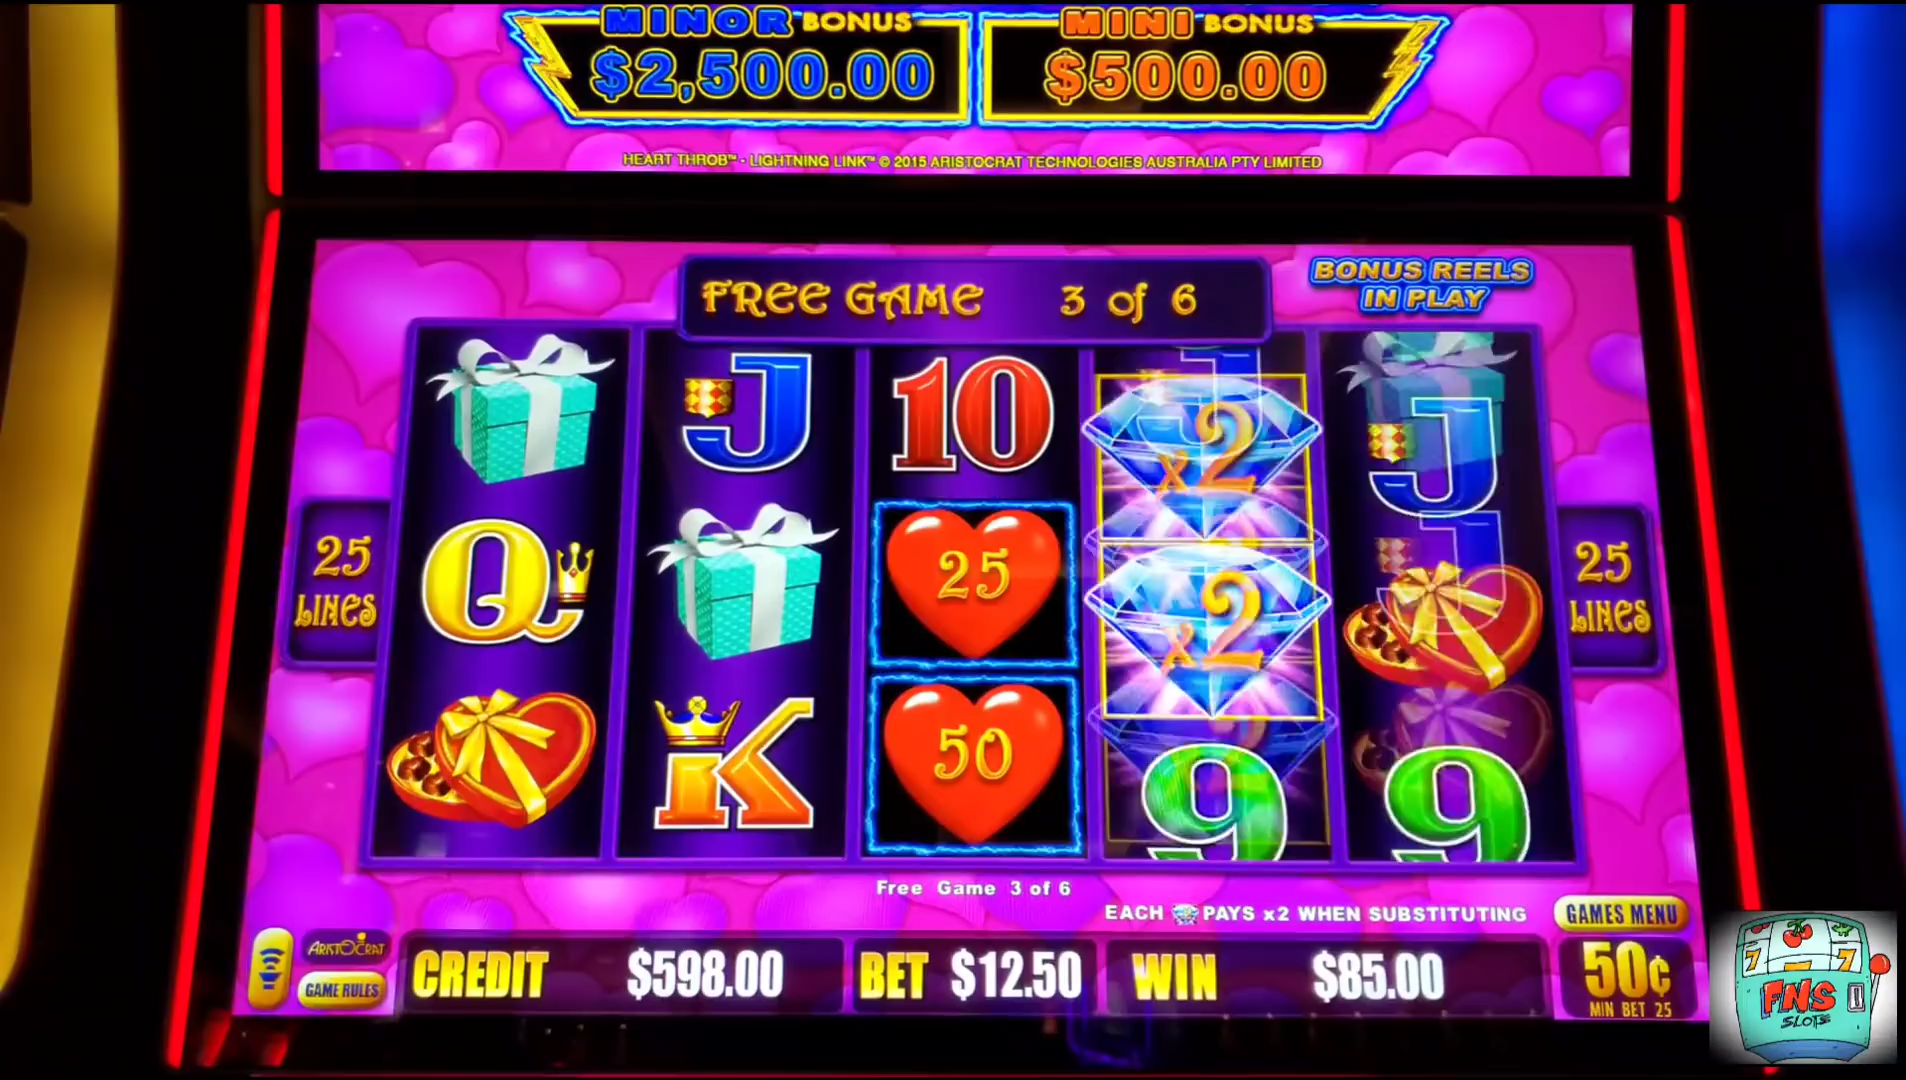 MINOR BONUS
$2,500.00
MINI BONUS
$500.00
HEART THROB™ - LIGHTNING LINK™ © 2015 ARISTOCRAT TECHNOLOGIES AUSTRALIA PTY LIMITED
FREE GAME 3 of 6
BONUS REELS
IN PLAY
J
10
J
x2
J
25
LINES
Q
25
x2
J
25
LINES
K
50
9
9
Free Game 3 of 6
EACH PAYS x2 WHEN SUBSTITUTING
GAMES MENU
ARISTOCRAT
GAME RULES
CREDIT $598.00
BET $12.50
WIN $85.00
50¢
MIN BET 25
7 7
FNS
SLOTS